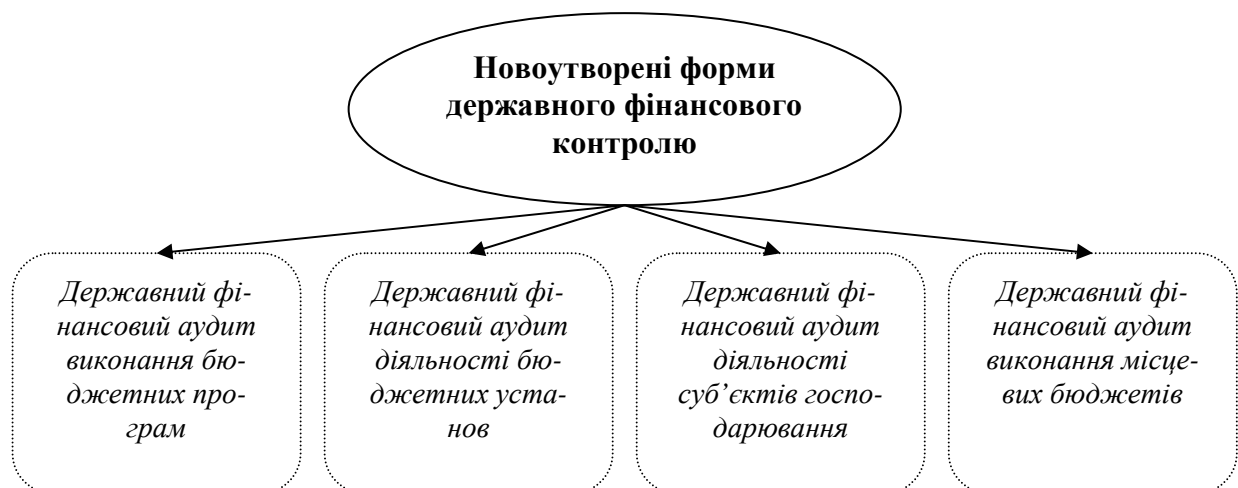 Новоутворені форми
державного фінансового
контролю
Державний фі-
нансовий аудит
виконання бю-
джетних про-
грам
Державний фі-
нансовий аудит
діяльності бю-
джетних уста-
нов
Державний фі-
нансовий аудит
діяльності
суб’єктів госпо-
дарювання
Державний фі-
нансовий аудит
виконання місце-
вих бюджетів